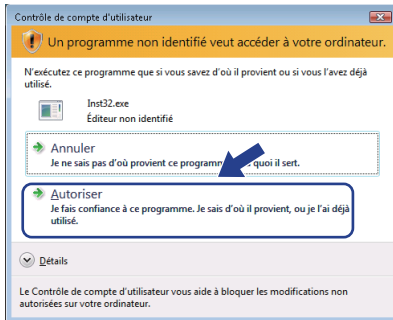 Contrôle de compte d'utilisateur
Un programme non identifié veut accéder à votre ordinateur.
N'exécutez ce programme que si vous savez d'où il provient ou si vous l'avez déjà
utilisé.
Inst32.exe
Éditeur non identifié
Annuler
Je ne sais pas d'où provient ce programm quoi il sert.
Autoriser
Je fais confiance à ce programme. Je sais d'où il provient, ou je l'ai déjà
utilisé.
Détails
Le Contrôle de compte d'utilisateur vous aide à bloquer les modifications non
autorisées sur votre ordinateur.